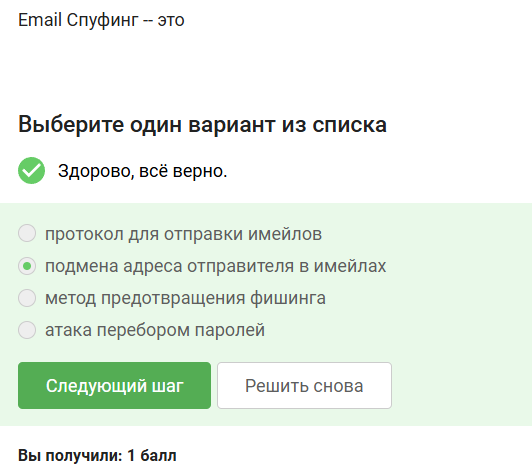 Email Спуфинг -- это
Выберите один вариант из списка
Здорово, всё верно.
протокол для отправки имейлов
подмена адреса отправителя в имейлах
метод предотвращения фишинга
атака перебором паролей
Следующий шаг
Решить снова
Вы получили: 1 балл